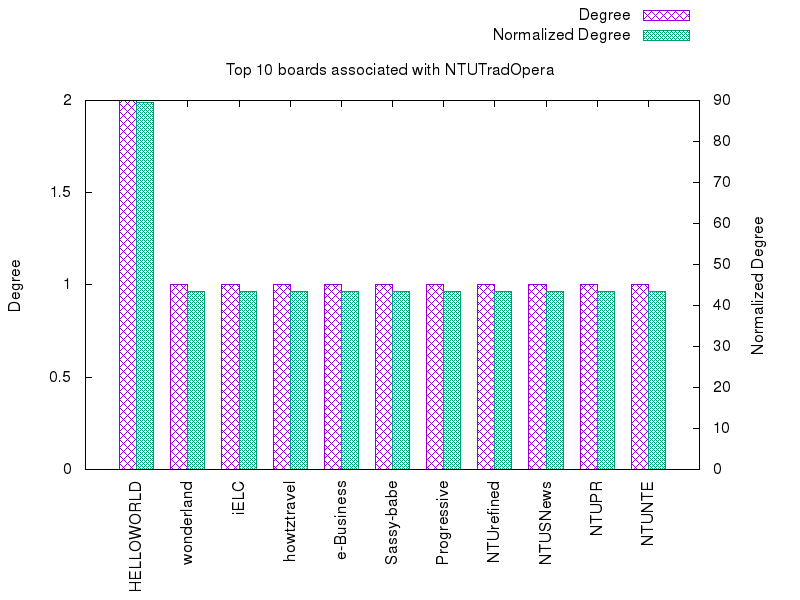 Degree
Normalized Degree
Top 10 boards associated with NTUTradOpera
2
1.5
1
0.5
0
Degree
90
80
70
60
50
40
30
20
10
0
Normalized Degree
HELLOWORLD
wonderland
iELC
howtztravel
e-Business
Sassy-babe
Progressive
NTUrefined
NTUSNews
NTUPR
NTUNTE